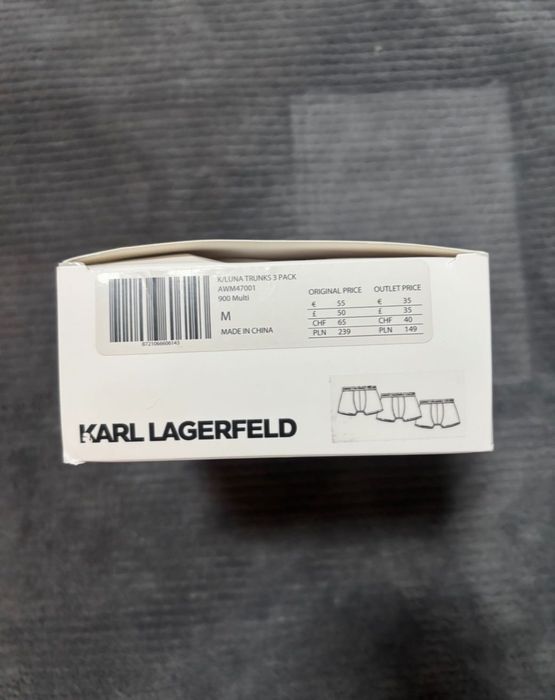 K/LUNA TRUNKS 3 PACK
AWM47001
900 Multi
M
MADE IN CHINA
8721066606143
ORIGINAL PRICE OUTLET PRICE
€ 55 € 35
£ 50 £ 35
CHF 65 CHF 40
PLN 239 PLN 149
KARL LAGERFELD